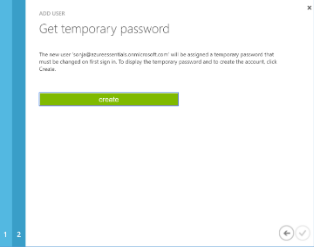 ADD USER
Get temporary password
The new user 'sonja@azuressentials.onmicrosoft.com' will be assigned a temporary password that
must be changed on first sign in. To display the temporary password and to create the account, click
Create.
create
1 2